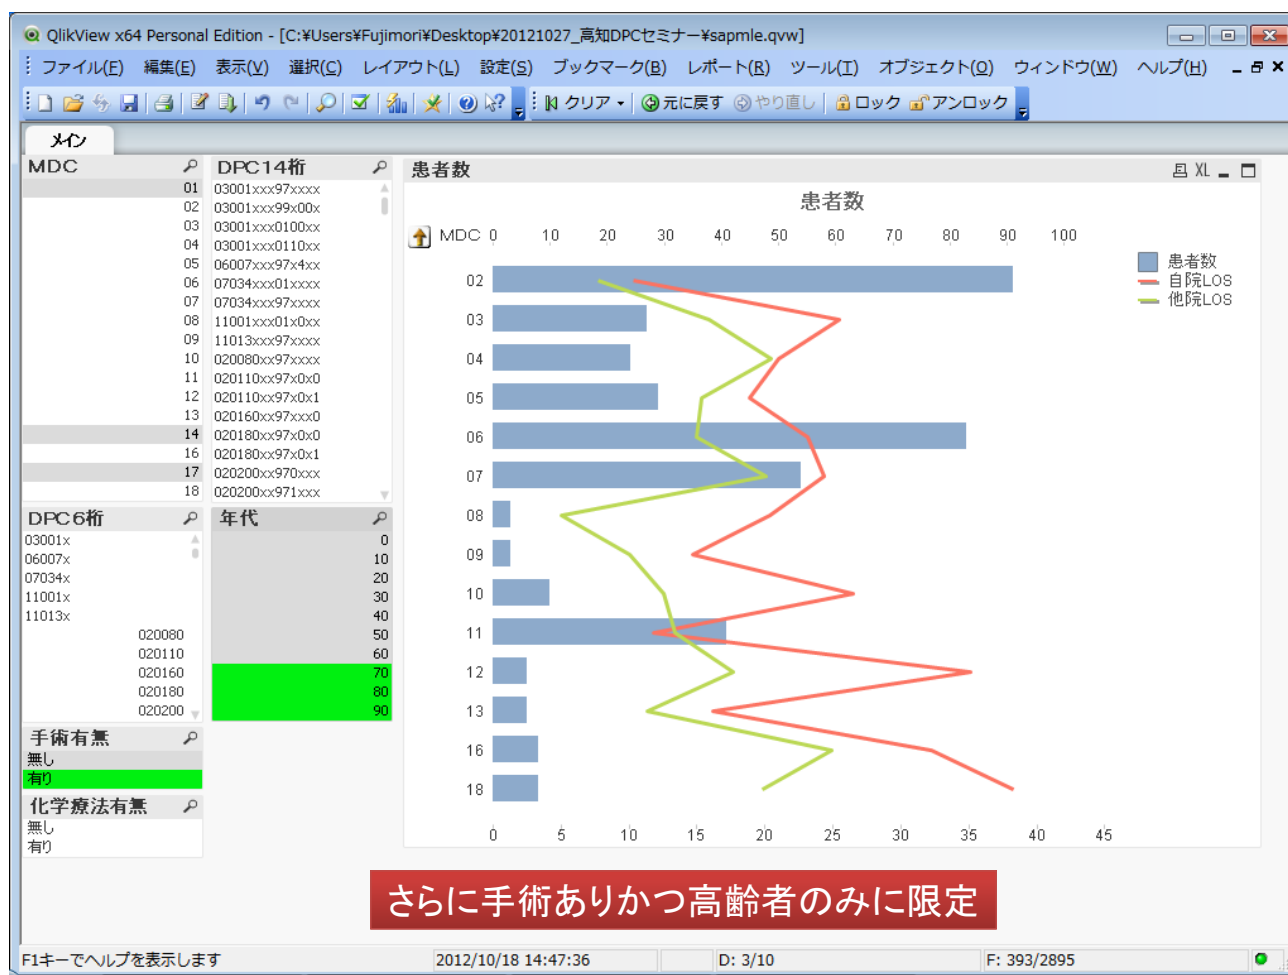 QlikView x64 Personal Edition - [C:¥Users¥Fujimori¥Desktop¥20121027_高知DPCセミナー¥sapmle.qvw]
ファイル(F) 編集(E) 表示(V) 選択(C) レイアウト(L) 設定(S) ブックマーク(B) レポート(R) ツール(T) オブジェクト(O) ウィンドウ(W) ヘルプ(H)
クリア 元に戻す やり直し ロック アンロック
メイン
MDC
01
02
03
04
05
06
07
08
09
10
11
12
13
14
16
17
18
DPC14桁
03001xxx97xxxx
03001xxx99x00x
03001xxx0100xx
03001xxx0110xx
06007xxx97x4xx
07034xxx01xxxx
07034xxx97xxxx
11001xxx01x0xx
11013xxx97xxxx
020080xx97xxxx
020110xx97x0x0
020110xx97x0x1
020160xx97xxx0
020180xx97x0x0
020180xx97x0x1
020200xx970xxx
020200xx971xxx
DPC6桁
03001x
06007x
07034x
11001x
11013x
020080
020110
020160
020180
020200
年代
0
10
20
30
40
50
60
70
80
90
手術有無
無し
有り
化学療法有無
無し
有り
患者数 XL
患者数
MDC 0 10 20 30 40 50 60 70 80 90 100
02
03
04
05
06
07
08
09
10
11
12
13
16
18
0 5 10 15 20 25 30 35 40 45
患者数
自院LOS
他院LOS
さらに手術ありかつ高齢者のみに限定
F1キーでヘルプを表示します 2012/10/18 14:47:36 D: 3/10 F: 393/2895